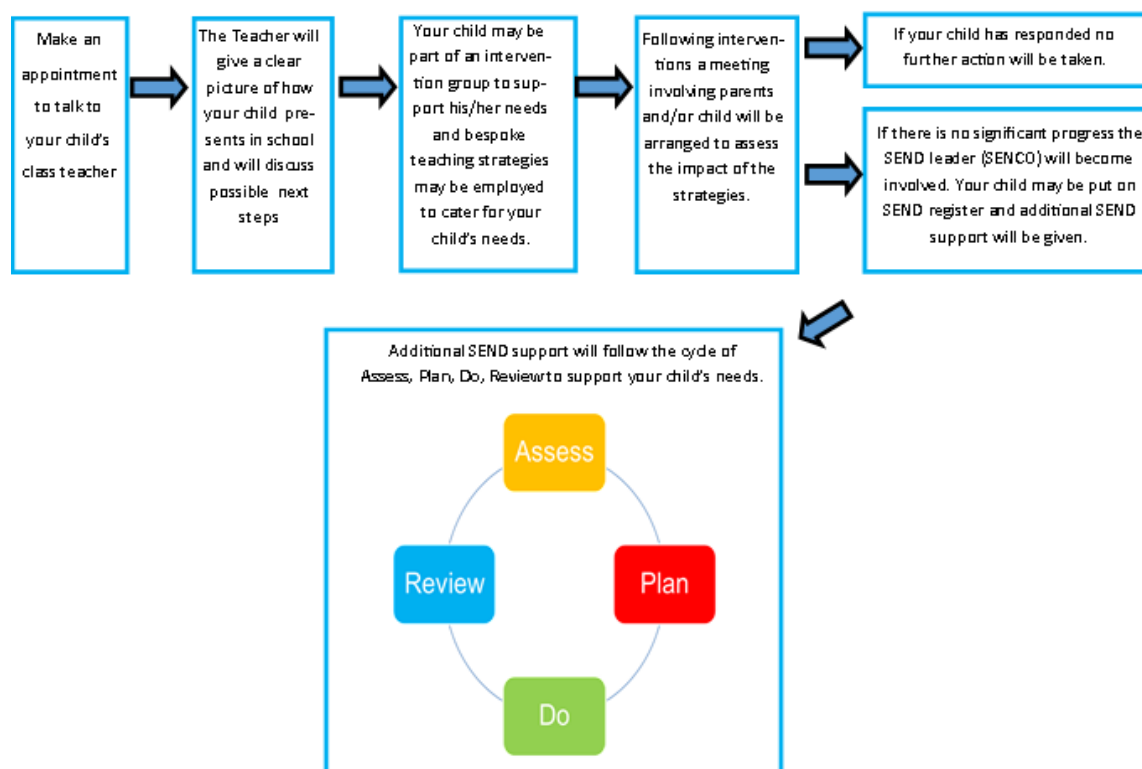 Make an
appointment
to talk to
your child's
class teacher
The Teacher will
give a clear
picture of how
your child pre-
sents in school
and will discuss
possible next
steps
Your child may be
part of an interven-
tion group to sup-
port his/her needs
and bespoke
teaching strategies
may be employed
to cater for your
child's needs.
Following interven-
tions a meeting
involving parents
and/or child will be
arranged to assess
the impact of the
strategies.
If your child has responded no
further action will be taken.
If there is no significant progress the
SEND leader (SENCO) will become
involved. Your child may be put on
SEND register and additional SEND
support will be given.
Additional SEND support will follow the cycle of
Assess, Plan, Do, Review to support your child's needs.
Assess
Review
Plan
Do